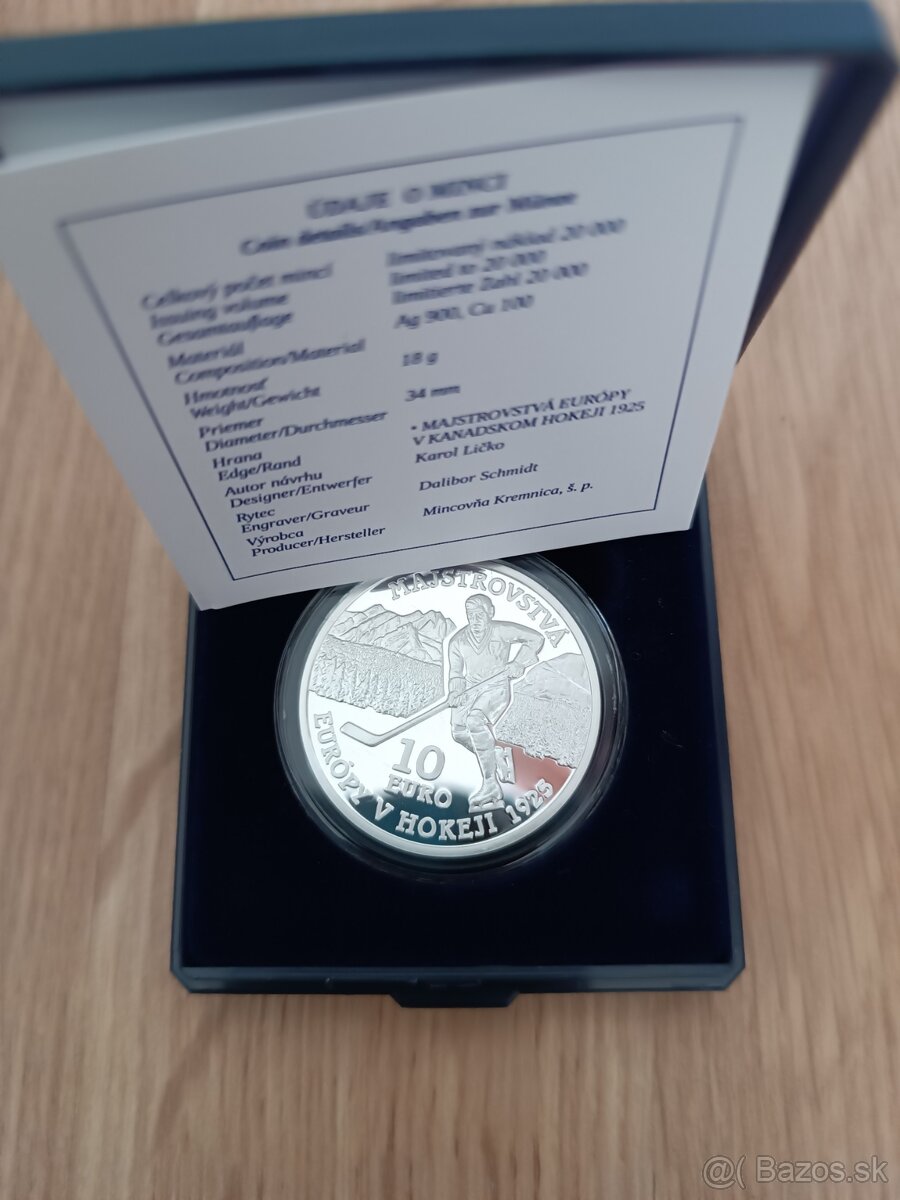 ÚDAJE O MINCI
Coin details/Angaben zur Münze
Celkový počet mincí
Issuing volume
Gesamtauflage
limitovaný náklad 20 000
limited to 20 000
limitierte Zahl 20 000
Materiál
Composition/Material
Ag 900, Cu 100
Hmotnosť
Weight/Gewicht
18 g
Priemer
Diameter/Durchmesser
34 mm
Hrana
Edge/Rand
• MAJSTROVSTVÁ EURÓPY
V KANADSKOM HOKEJI 1925
Autor návrhu
Designer/Entwerfer
Karol Ličko
Rytec
Engraver/Graveur
Dalibor Schmidt
Výrobca
Producer/Hersteller
Mincovňa Kremnica, š. p.
MAJSTROVSTVÁ
EURÓPY V HOKEJI 1925
10
EURO
@( Bazos.sk